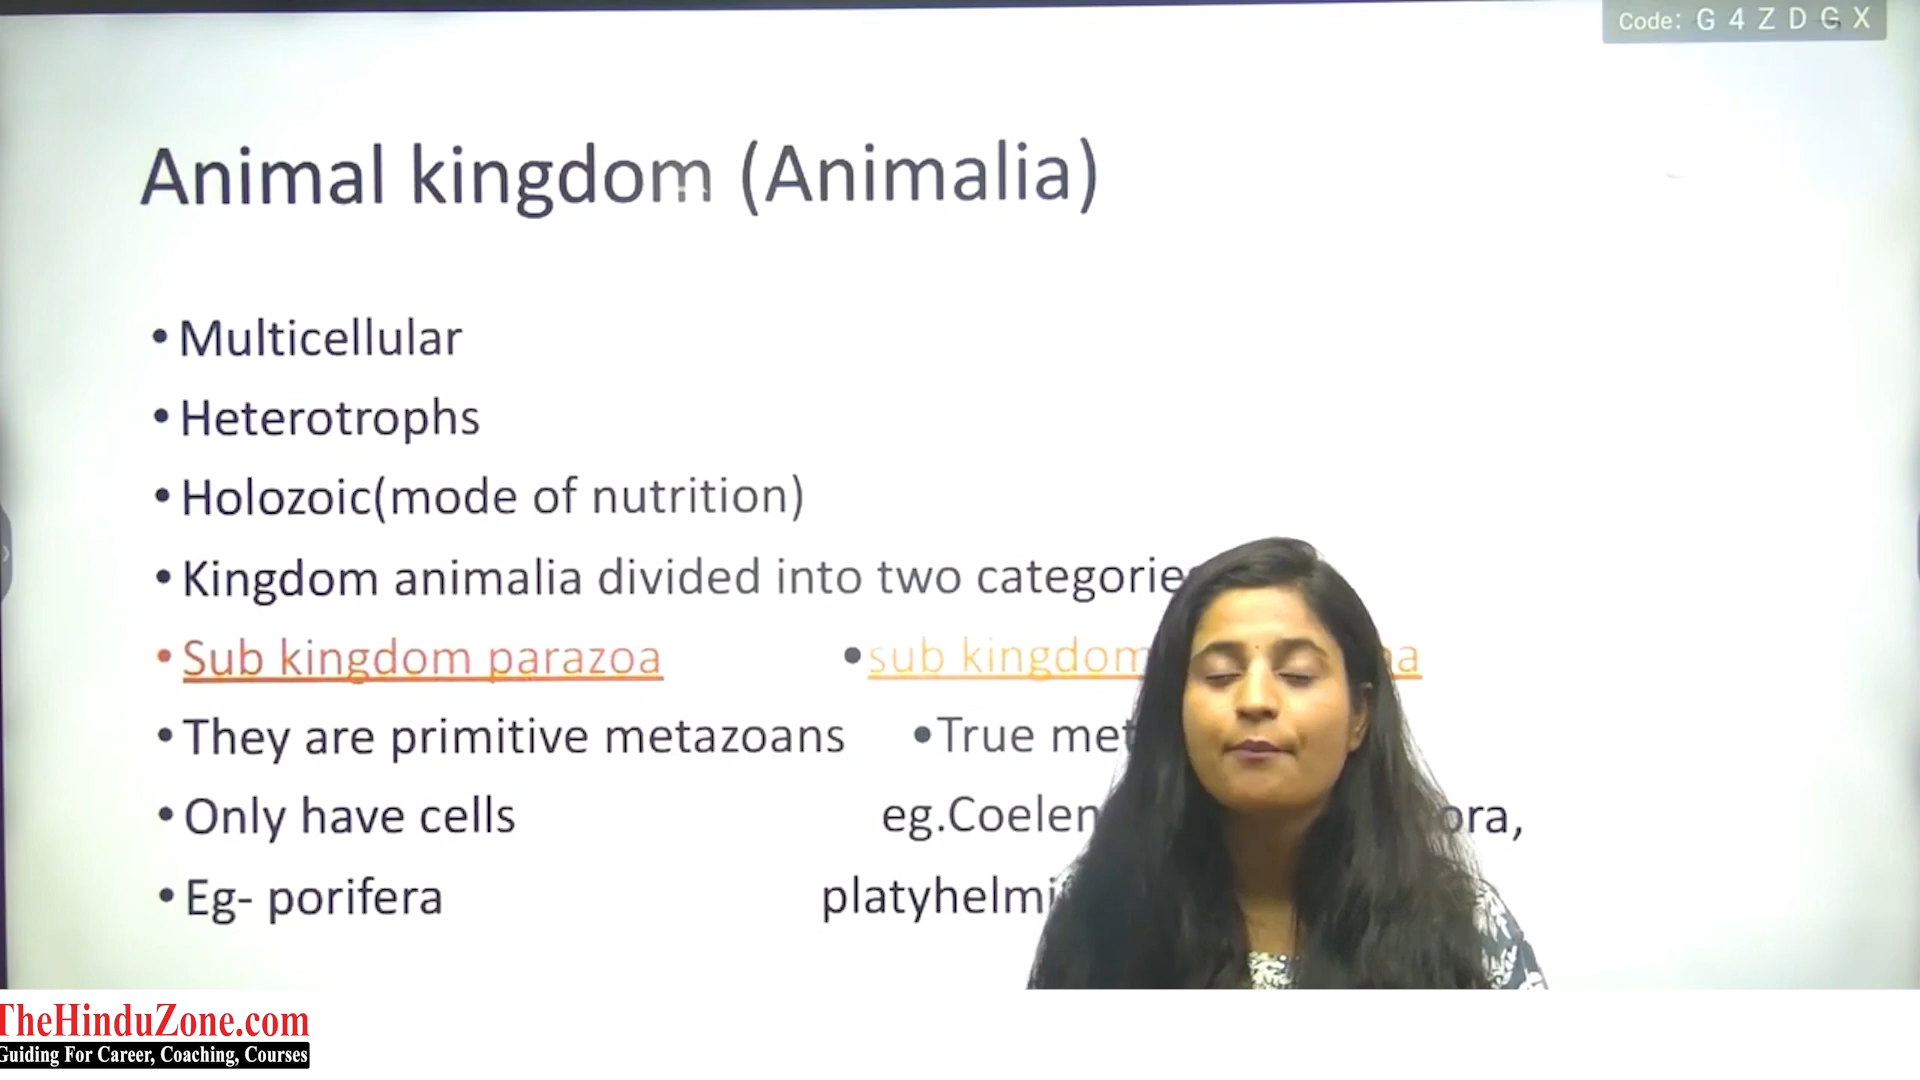 Code: G 4 Z D G X
Animal kingdom (Animalia)
• Multicellular
• Heterotrophs
• Holozoic(mode of nutrition)
• Kingdom animalia divided into two categorie
• Sub kingdom parazoa •sub kingdom
• They are primitive metazoans •True met
• Only have cells eg.Coelen ora,
• Eg- porifera platyhelmi
TheHinduZone.com
Guiding For Career, Coaching, Courses